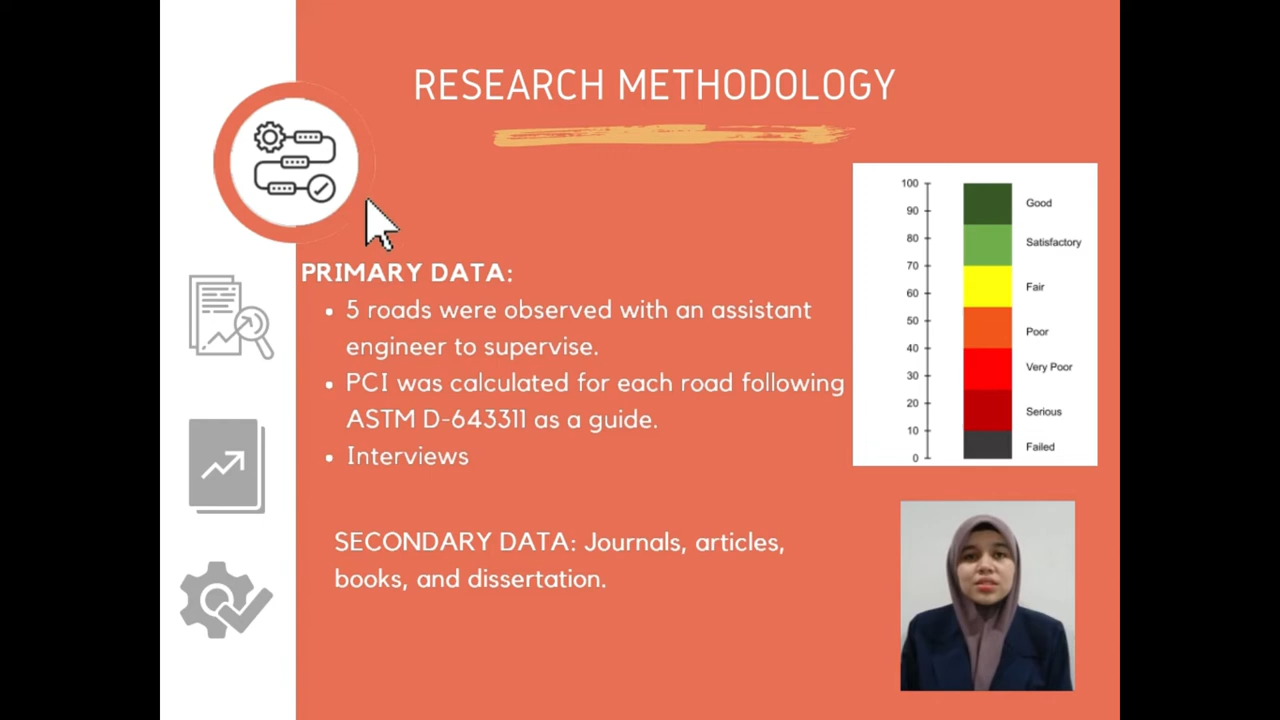 RESEARCH METHODOLOGY
PRIMARY DATA:
• 5 roads were observed with an assistant
engineer to supervise.
• PCI was calculated for each road following
ASTM D-643311 as a guide.
• Interviews
SECONDARY DATA: Journals, articles,
books, and dissertation.
100
90
80
70
60
50
40
30
20
10
0
Good
Satisfactory
Fair
Poor
Very Poor
Serious
Failed